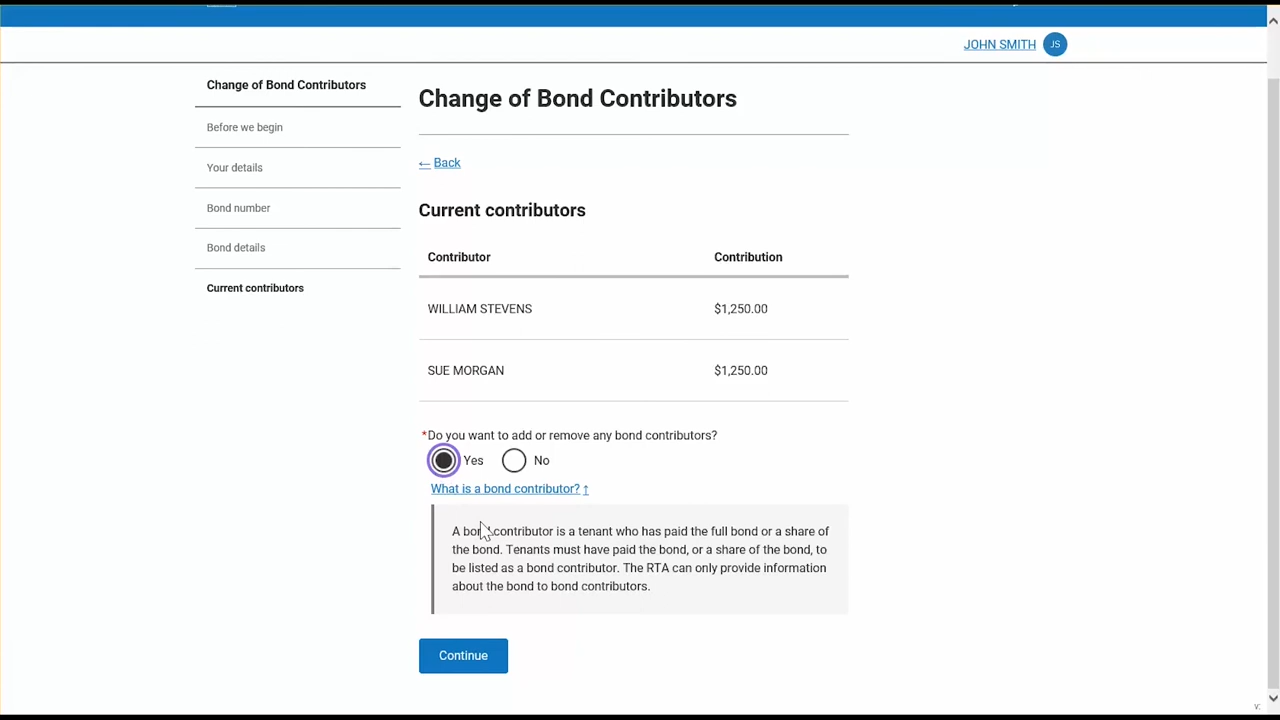 JOHN SMITH JS
Change of Bond Contributors
Before we begin
Your details
Bond number
Bond details
Current contributors
Change of Bond Contributors
← Back
Current contributors
Contributor Contribution
WILLIAM STEVENS $1,250.00
SUE MORGAN $1,250.00
*Do you want to add or remove any bond contributors?
Yes No
What is a bond contributor? ↑
A bond contributor is a tenant who has paid the full bond or a share of
the bond. Tenants must have paid the bond, or a share of the bond, to
be listed as a bond contributor. The RTA can only provide information
about the bond to bond contributors.
Continue
v: